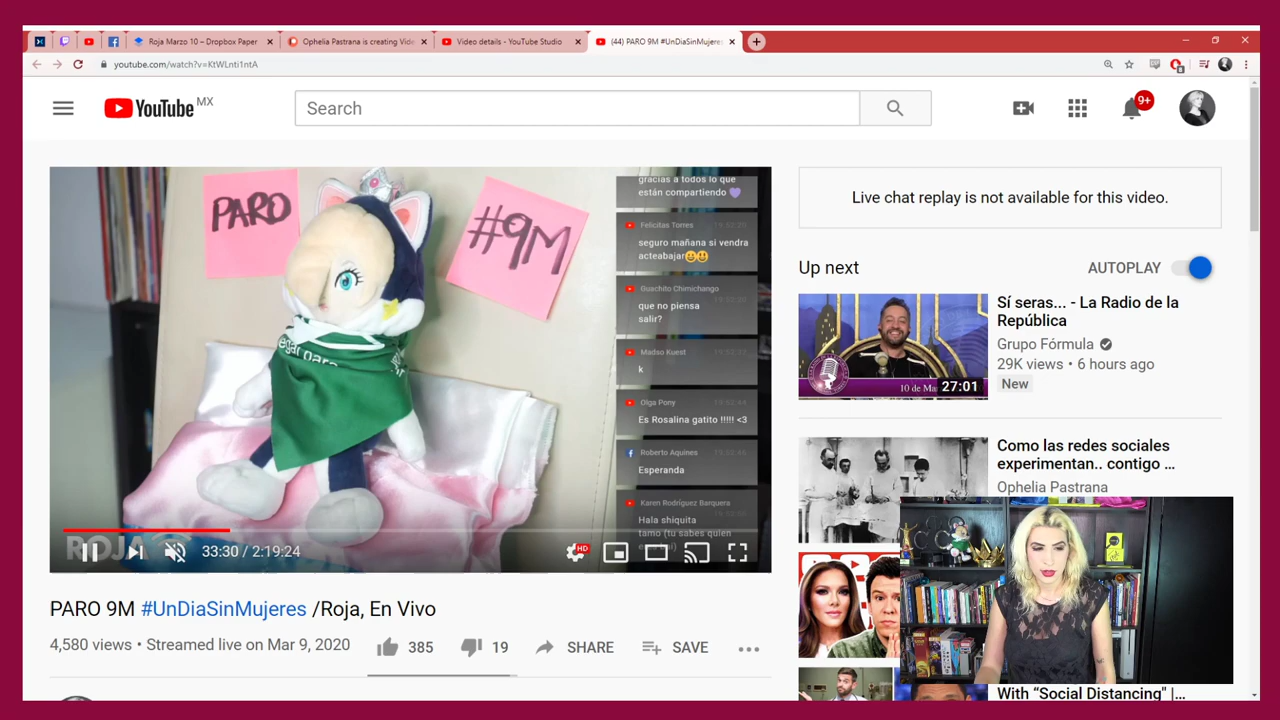 Roja Marzo 10 – Dropbox Paper
Ophelia Pastrana is creating Vide
Video details - YouTube Studio
(44) PARO 9M #UnDiaSinMujeres
youtube.com/watch?v=KtWLnti1ntA
YouTube MX
Search
9+
PARO
#9M
gracias a todos lo que
están compartiendo 💜
Felicitas Torres
seguro mañana si vendra
acteabajar😃😃
Guachito Chimichango
que no piensa
salir?
Madso Kuest
k
Olga Pony
Es Rosalina gatito !!!!! <3
Roberto Aquines
Esperanda
Karen Rodríguez Barquera
Hala shiquita
tamo (tu sabes quien
ROJA
33:30 / 2:19:24
HD
PARO 9M #UnDiaSinMujeres /Roja, En Vivo
4,580 views • Streamed live on Mar 9, 2020
385
19
SHARE
SAVE
Live chat replay is not available for this video.
Up next
AUTOPLAY
10 de Ma
27:01
Sí seras... - La Radio de la
República
Grupo Fórmula
29K views • 6 hours ago
New
Como las redes sociales
experimentan.. contigo ...
Ophelia Pastrana
With “Social Distancing" |...